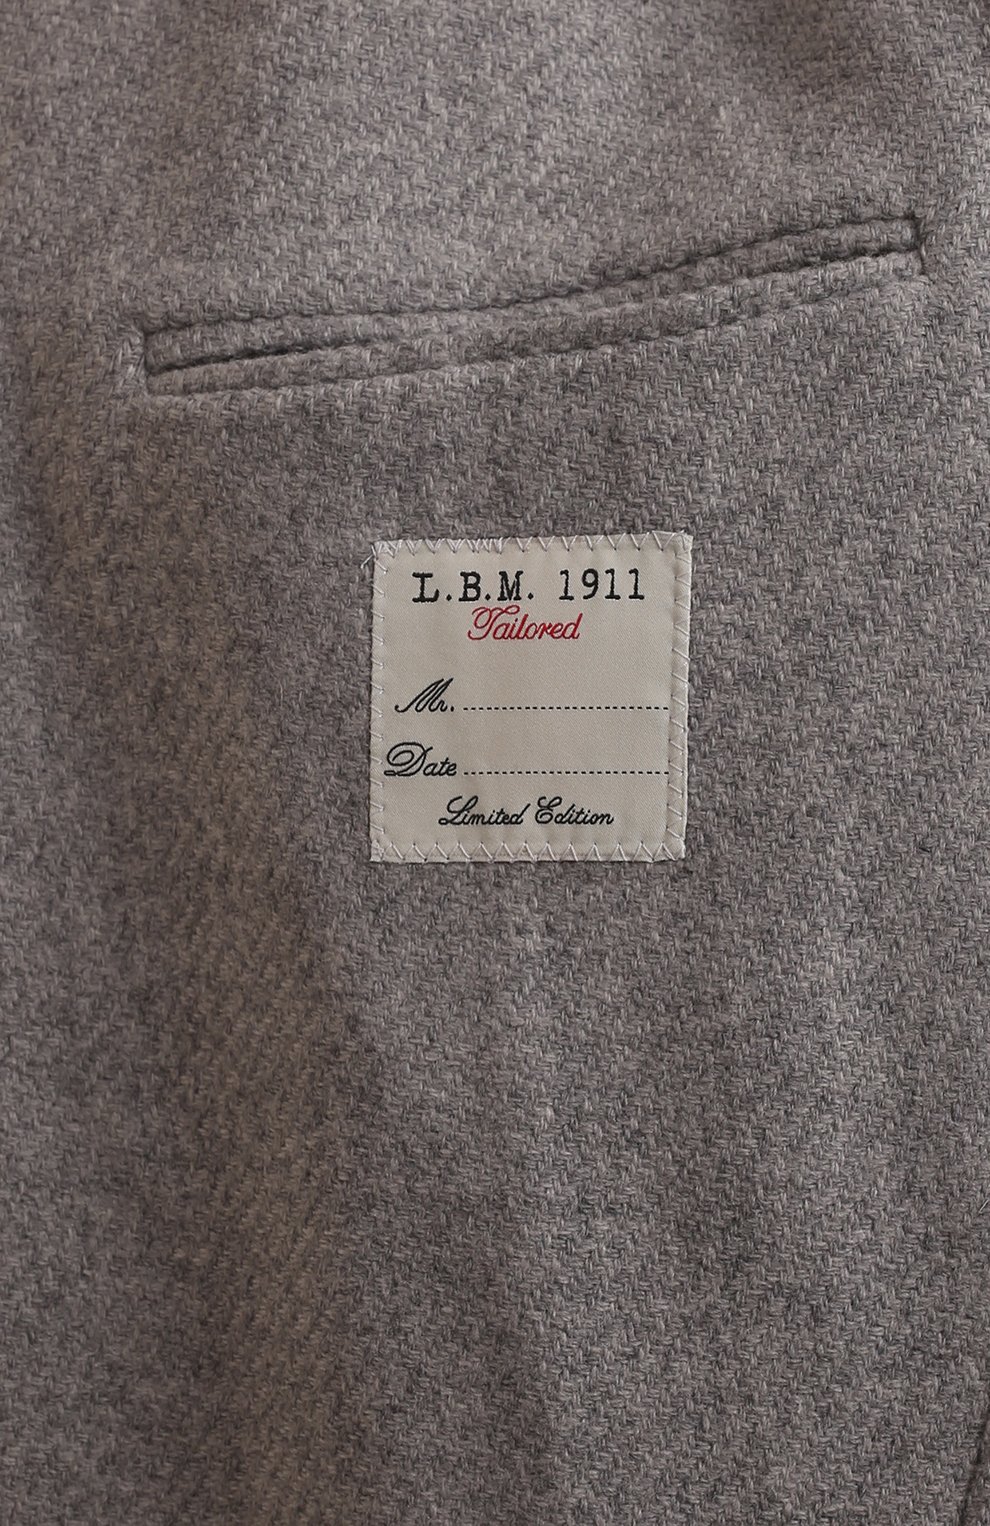 L.B.M. 1911
Tailored
Mr. ........................................
Date ........................................
Limited Edition